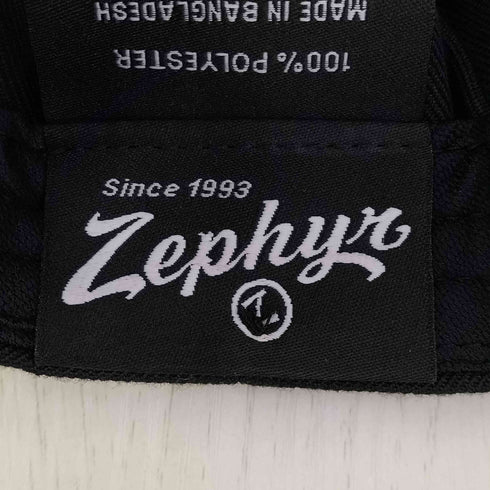 100% POLYESTER
MADE IN BANGLADESH
Since 1993
Zephyr
Z